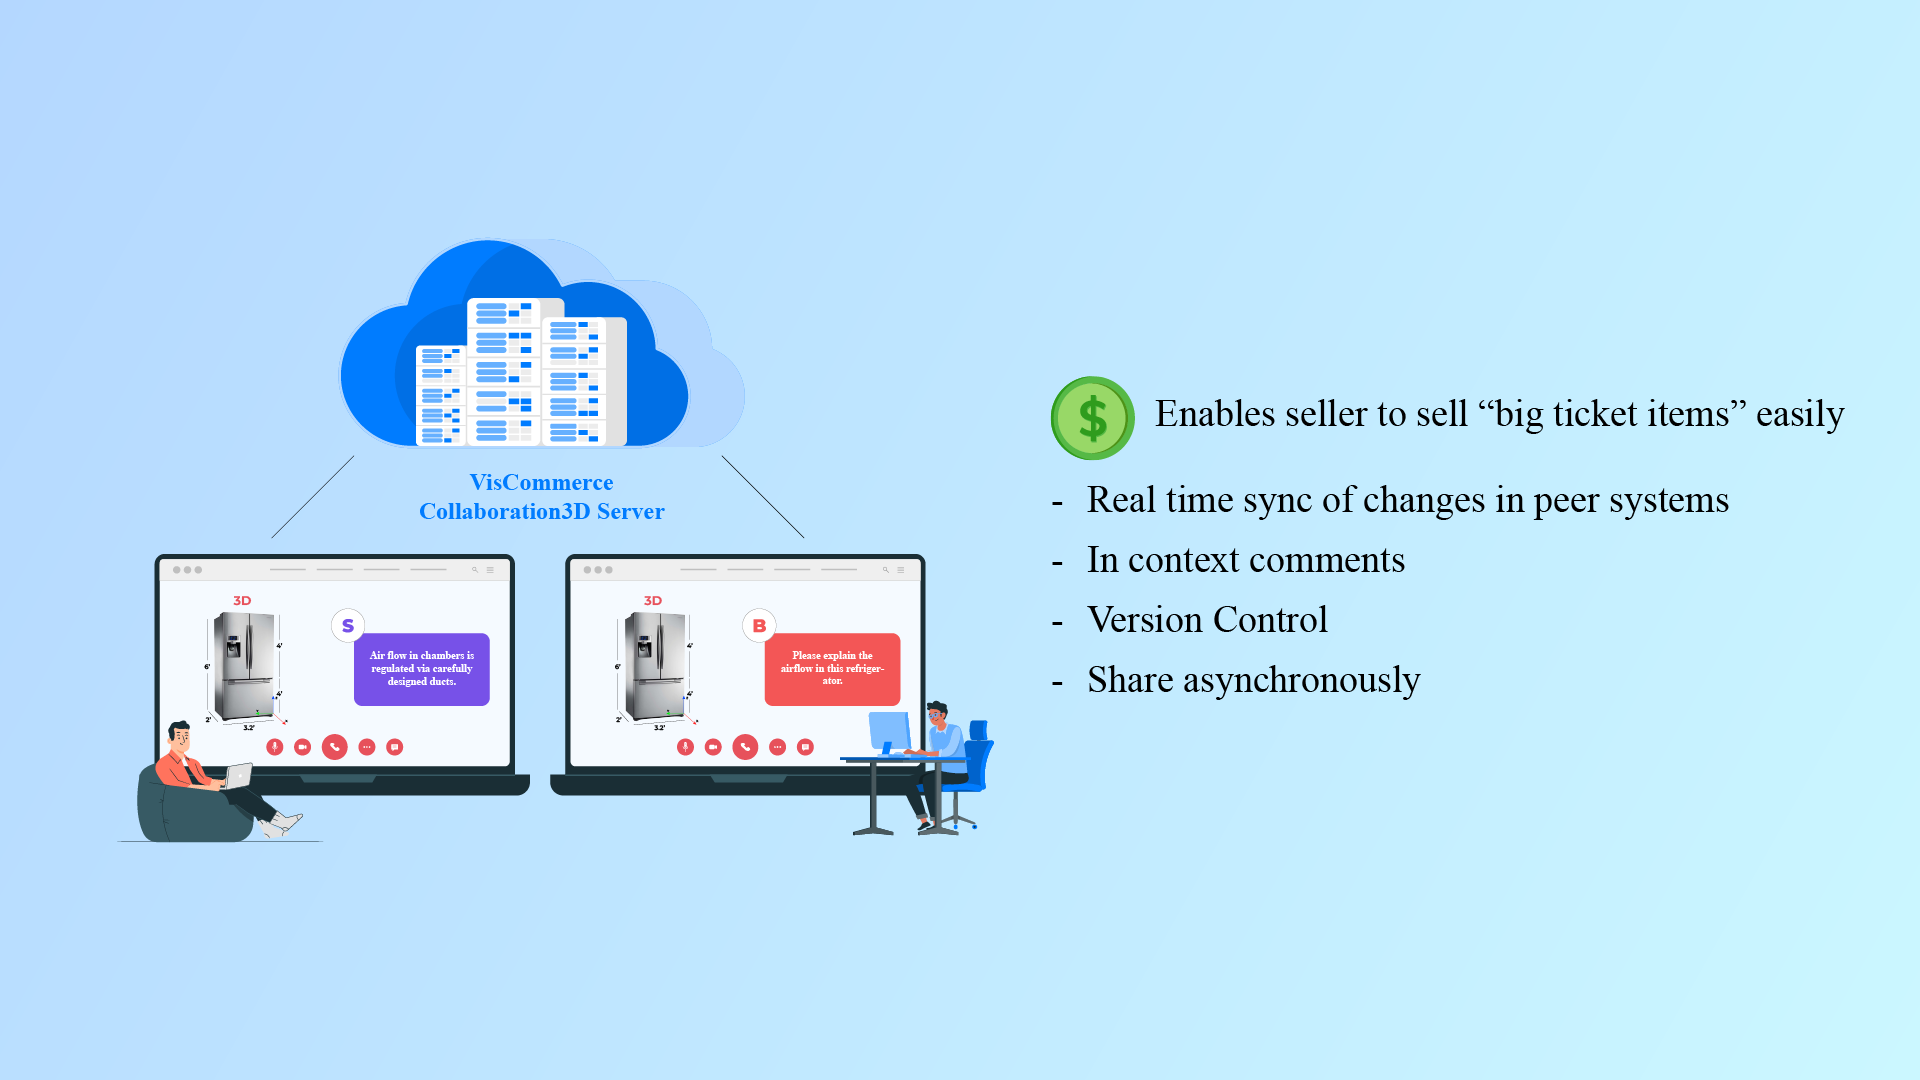 VisCommerce
Collaboration3D Server
3D
S
Air flow in chambers is
regulated via carefully
designed ducts.
6'
4'
4'
2'
3.2'
3D
B
Please explain the
airflow in this refriger-
ator.
6'
4'
4'
2'
3.2'
$
Enables seller to sell “big ticket items” easily
- Real time sync of changes in peer systems
- In context comments
- Version Control
- Share asynchronously